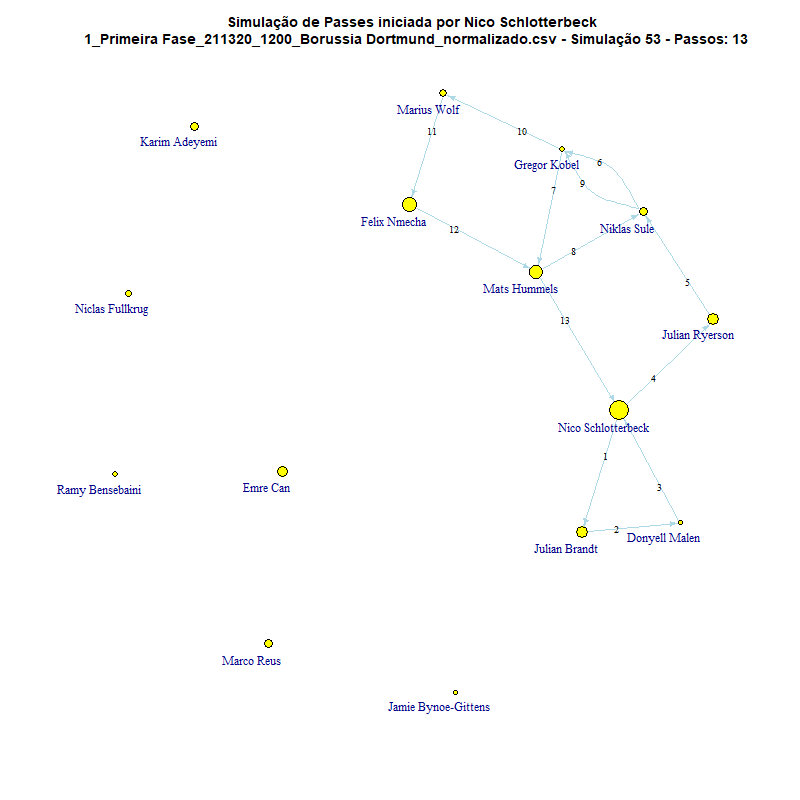 Simulação de Passes iniciada por Nico Schlotterbeck
1_Primeira Fase_211320_1200_Borussia Dortmund_normalizado.csv - Simulação 53 - Passos: 13
Marius Wolf
Karim Adeyemi
11
10
Gregor Kobel
6
9
7
Felix Nmecha
12
Niklas Sule
8
Mats Hummels
5
Niclas Fullkrug
13
Julian Ryerson
4
Nico Schlotterbeck
1
Ramy Bensebaini
Emre Can
3
2
Donyell Malen
Julian Brandt
Marco Reus
Jamie Bynoe-Gittens